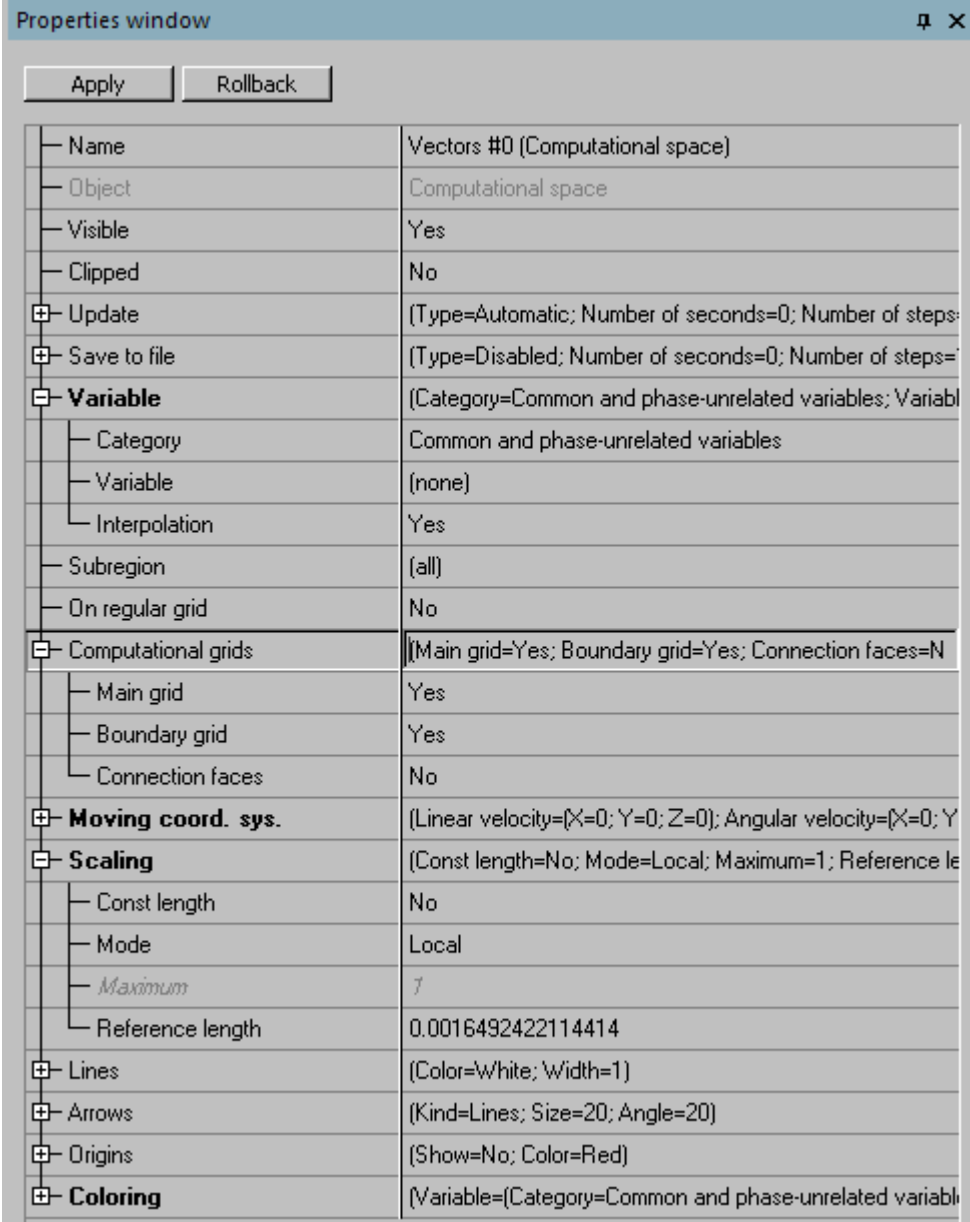 Properties window
Apply Rollback
Name Vectors #0 (Computational space)
Object Computational space
Visible Yes
Clipped No
Update (Type=Automatic; Number of seconds=0; Number of steps
Save to file (Type=Disabled; Number of seconds=0; Number of steps=
Variable (Category=Common and phase-unrelated variables; Variabl
Category Common and phase-unrelated variables
Variable (none)
Interpolation Yes
Subregion (all)
On regular grid No
Computational grids (Main grid=Yes; Boundary grid=Yes; Connection faces=N
Main grid Yes
Boundary grid Yes
Connection faces No
Moving coord. sys. (Linear velocity=(X=0; Y=0; Z=0); Angular velocity=(X=0; Y
Scaling (Const length=No; Mode=Local; Maximum=1; Reference le
Const length No
Mode Local
Maximum 1
Reference length 0.0016492422114414
Lines (Color=White; Width=1)
Arrows (Kind=Lines; Size=20; Angle=20)
Origins (Show=No; Color=Red)
Coloring (Variable=(Category=Common and phase-unrelated variabl